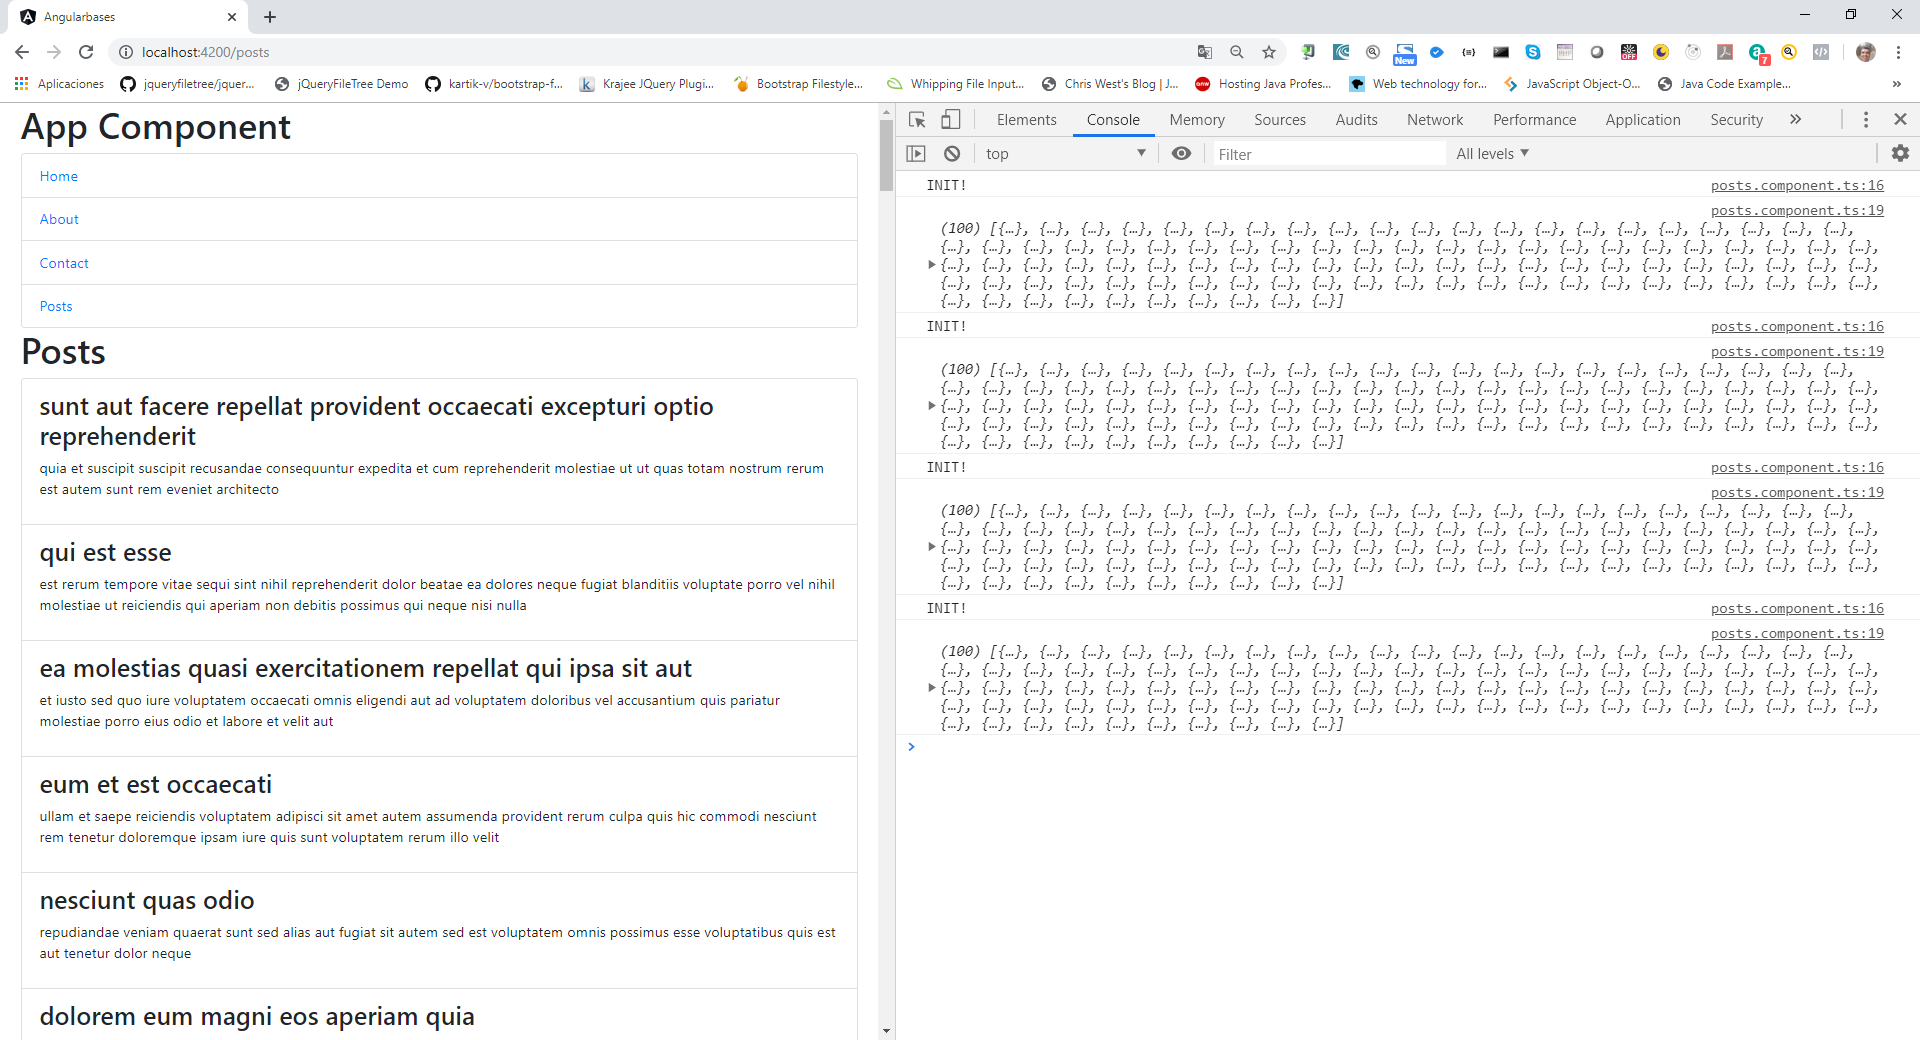 Angularbases
localhost:4200/posts
New
OFF
7
Aplicaciones
jqueryfiletree/jquer...
jQueryFileTree Demo
kartik-v/bootstrap-f...
Krajee JQuery Plugi...
Bootstrap Filestyle...
Whipping File Input...
Chris West's Blog | J...
Hosting Java Profes...
Web technology for...
JavaScript Object-O...
Java Code Example...
»
App Component
Home
About
Contact
Posts
Posts
sunt aut facere repellat provident occaecati excepturi optio
reprehenderit
quia et suscipit suscipit recusandae consequuntur expedita et cum reprehenderit molestiae ut ut quas totam nostrum rerum
est autem sunt rem eveniet architecto
qui est esse
est rerum tempore vitae sequi sint nihil reprehenderit dolor beatae ea dolores neque fugiat blanditiis voluptate porro vel nihil
molestiae ut reiciendis qui aperiam non debitis possimus qui neque nisi nulla
ea molestias quasi exercitationem repellat qui ipsa sit aut
et iusto sed quo iure voluptatem occaecati omnis eligendi aut ad voluptatem doloribus vel accusantium quis pariatur
molestiae porro eius odio et labore et velit aut
eum et est occaecati
ullam et saepe reiciendis voluptatem adipisci sit amet autem assumenda provident rerum culpa quis hic commodi nesciunt
rem tenetur doloremque ipsam iure quis sunt voluptatem rerum illo velit
nesciunt quas odio
repudiandae veniam quaerat sunt sed alias aut fugiat sit autem sed est voluptatem omnis possimus esse voluptatibus quis est
aut tenetur dolor neque
dolorem eum magni eos aperiam quia
Elements Console Memory Sources Audits Network Performance Application Security »
top Filter All levels
INIT! posts.component.ts:16
posts.component.ts:19
(100) [{…}, {…}, {…}, {…}, {…}, {…}, {…}, {…}, {…}, {…}, {…}, {…}, {…}, {…}, {…}, {…}, {…}, {…}, {…}, {…}, {…},
{…}, {…}, {…}, {…}, {…}, {…}, {…}, {…}, {…}, {…}, {…}, {…}, {…}, {…}, {…}, {…}, {…}, {…}, {…}, {…}, {…}, {…}, {…},
{…}, {…}, {…}, {…}, {…}, {…}, {…}, {…}, {…}, {…}, {…}, {…}, {…}, {…}, {…}, {…}, {…}, {…}, {…}, {…}, {…}, {…}, {…},
{…}, {…}, {…}, {…}, {…}, {…}, {…}, {…}, {…}, {…}, {…}, {…}, {…}, {…}, {…}, {…}, {…}, {…}, {…}, {…}, {…}, {…}, {…},
{…}, {…}, {…}, {…}, {…}, {…}, {…}, {…}, {…}, {…}]
INIT! posts.component.ts:16
posts.component.ts:19
(100) [{…}, {…}, {…}, {…}, {…}, {…}, {…}, {…}, {…}, {…}, {…}, {…}, {…}, {…}, {…}, {…}, {…}, {…}, {…}, {…}, {…},
{…}, {…}, {…}, {…}, {…}, {…}, {…}, {…}, {…}, {…}, {…}, {…}, {…}, {…}, {…}, {…}, {…}, {…}, {…}, {…}, {…}, {…}, {…},
{…}, {…}, {…}, {…}, {…}, {…}, {…}, {…}, {…}, {…}, {…}, {…}, {…}, {…}, {…}, {…}, {…}, {…}, {…}, {…}, {…}, {…}, {…},
{…}, {…}, {…}, {…}, {…}, {…}, {…}, {…}, {…}, {…}, {…}, {…}, {…}, {…}, {…}, {…}, {…}, {…}, {…}, {…}, {…}, {…}, {…},
{…}, {…}, {…}, {…}, {…}, {…}, {…}, {…}, {…}, {…}]
INIT! posts.component.ts:16
posts.component.ts:19
(100) [{…}, {…}, {…}, {…}, {…}, {…}, {…}, {…}, {…}, {…}, {…}, {…}, {…}, {…}, {…}, {…}, {…}, {…}, {…}, {…}, {…},
{…}, {…}, {…}, {…}, {…}, {…}, {…}, {…}, {…}, {…}, {…}, {…}, {…}, {…}, {…}, {…}, {…}, {…}, {…}, {…}, {…}, {…}, {…},
{…}, {…}, {…}, {…}, {…}, {…}, {…}, {…}, {…}, {…}, {…}, {…}, {…}, {…}, {…}, {…}, {…}, {…}, {…}, {…}, {…}, {…}, {…},
{…}, {…}, {…}, {…}, {…}, {…}, {…}, {…}, {…}, {…}, {…}, {…}, {…}, {…}, {…}, {…}, {…}, {…}, {…}, {…}, {…}, {…}, {…},
{…}, {…}, {…}, {…}, {…}, {…}, {…}, {…}, {…}, {…}]
INIT! posts.component.ts:16
posts.component.ts:19
(100) [{…}, {…}, {…}, {…}, {…}, {…}, {…}, {…}, {…}, {…}, {…}, {…}, {…}, {…}, {…}, {…}, {…}, {…}, {…}, {…}, {…},
{…}, {…}, {…}, {…}, {…}, {…}, {…}, {…}, {…}, {…}, {…}, {…}, {…}, {…}, {…}, {…}, {…}, {…}, {…}, {…}, {…}, {…}, {…},
{…}, {…}, {…}, {…}, {…}, {…}, {…}, {…}, {…}, {…}, {…}, {…}, {…}, {…}, {…}, {…}, {…}, {…}, {…}, {…}, {…}, {…}, {…},
{…}, {…}, {…}, {…}, {…}, {…}, {…}, {…}, {…}, {…}, {…}, {…}, {…}, {…}, {…}, {…}, {…}, {…}, {…}, {…}, {…}, {…}, {…},
{…}, {…}, {…}, {…}, {…}, {…}, {…}, {…}, {…}, {…}]